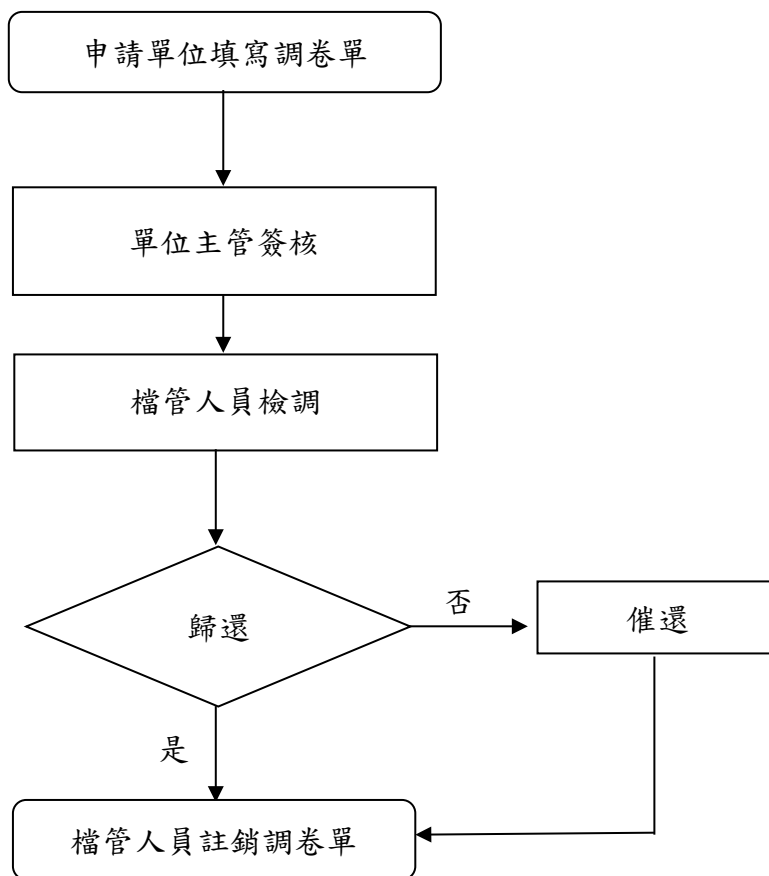 申請單位填寫調卷單
單位主管簽核
檔管人員檢調
歸還
否
催還
是
檔管人員註銷調卷單